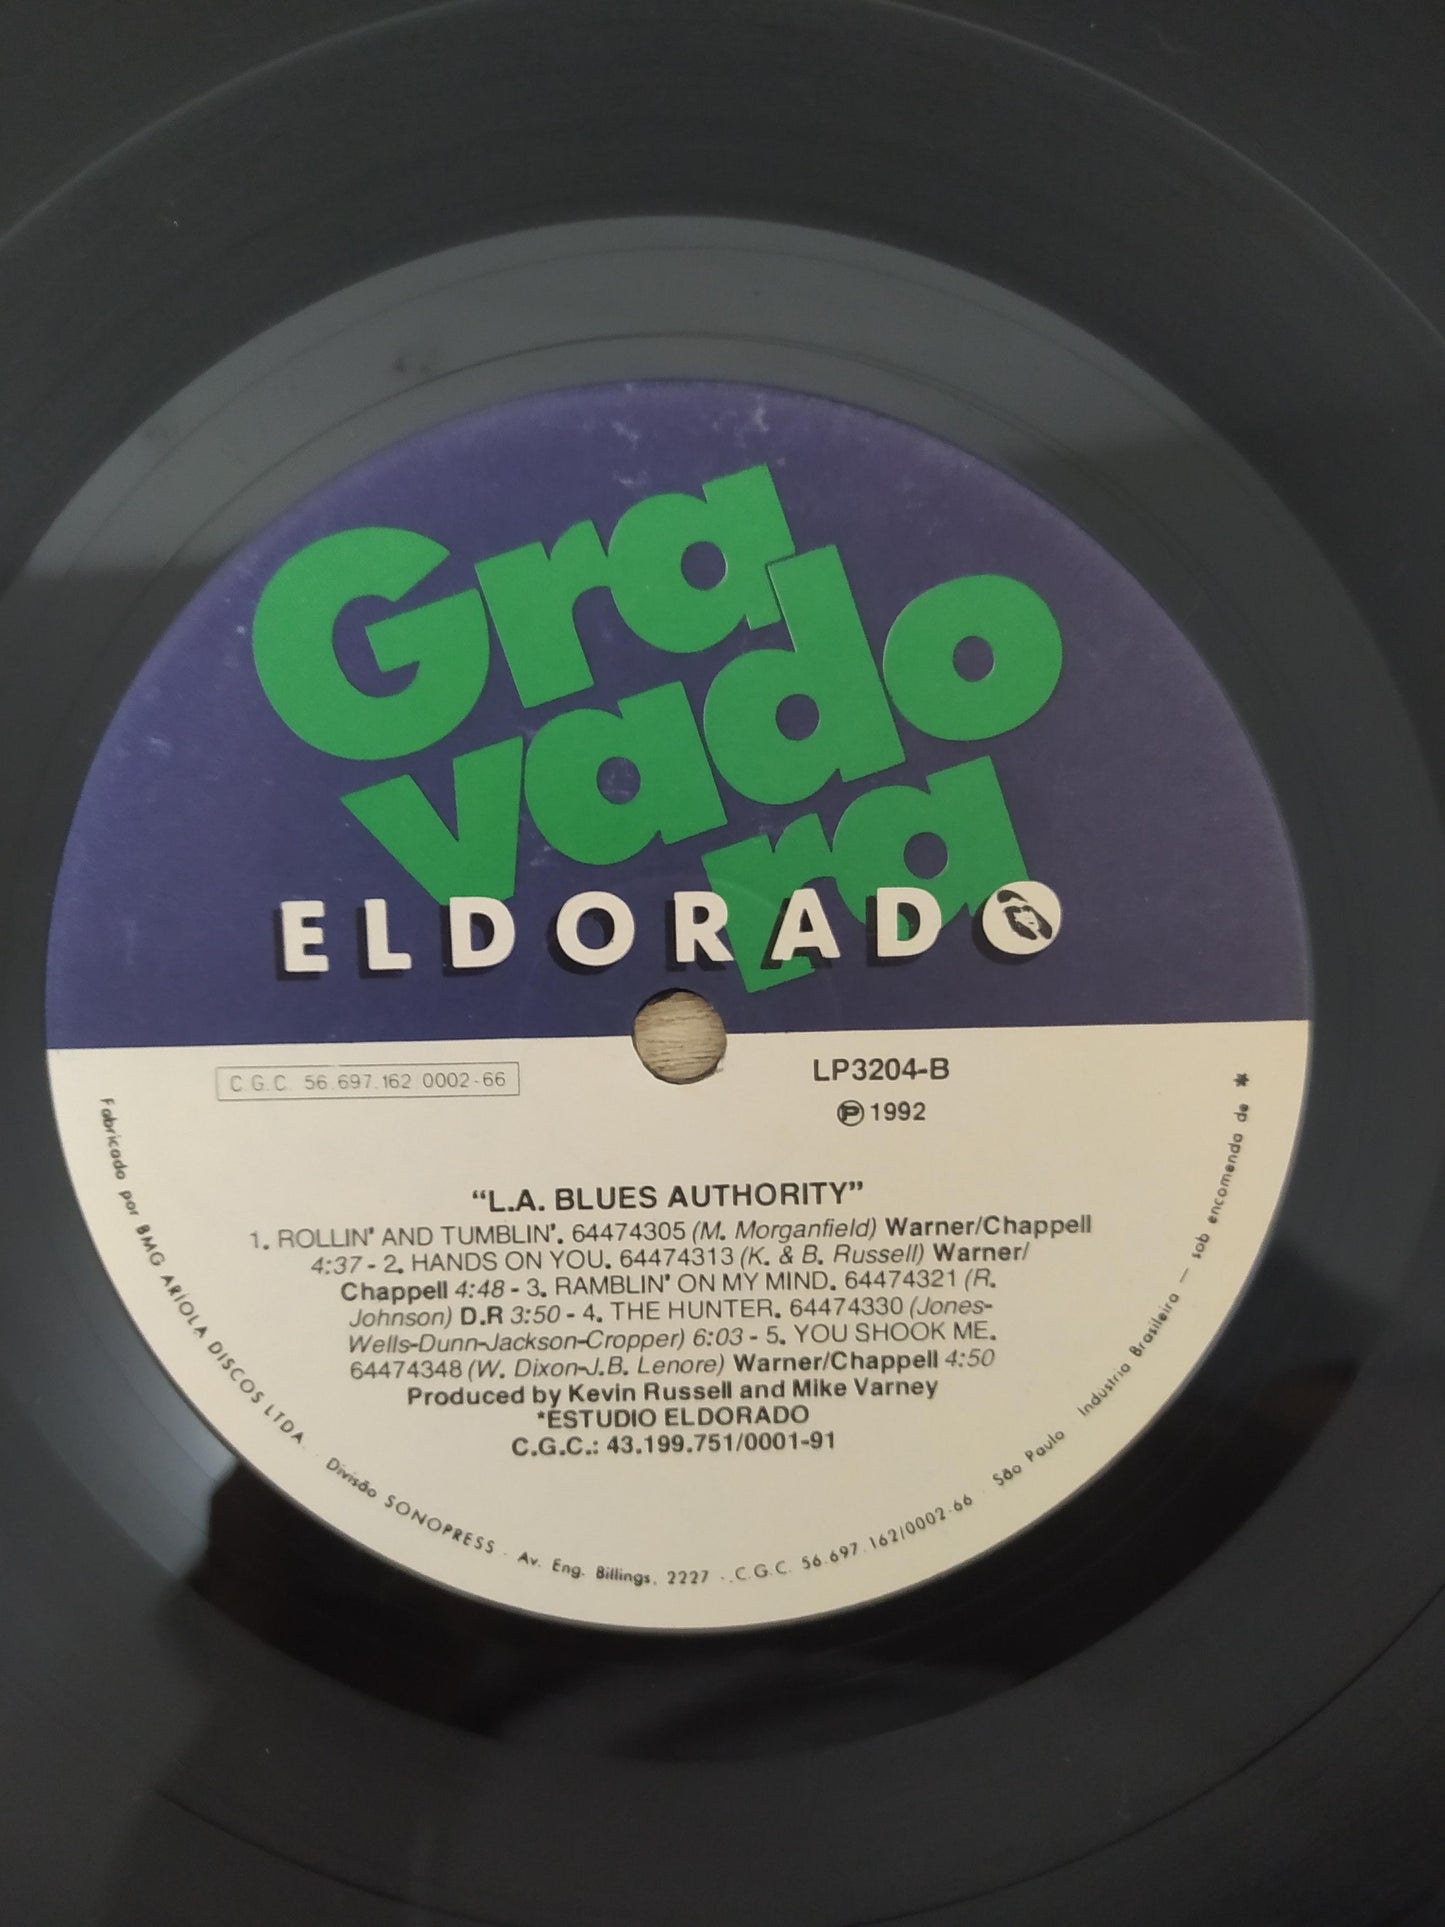 Gra
vado
ra
ELDORADO
C.G.C. 56.697.162 0002-66
LP3204-B
Ⓟ 1992
"L.A. BLUES AUTHORITY"
1. ROLLIN' AND TUMBLIN'. 64474305 (M. Morganfield) Warner/Chappell
4:37 - 2. HANDS ON YOU. 64474313 (K. & B. Russell) Warner/
Chappell 4:48 - 3. RAMBLIN' ON MY MIND. 64474321 (R.
Johnson) D.R 3:50 - 4. THE HUNTER. 64474330 (Jones-
Wells-Dunn-Jackson-Cropper) 6:03 - 5. YOU SHOOK ME.
64474348 (W. Dixon-J.B. Lenore) Warner/Chappell 4:50
Produced by Kevin Russell and Mike Varney
*ESTUDIO ELDORADO
C.G.C.: 43.199.751/0001-91
Fabricado por BMG ARIOLA DISCOS LTDA. . Divisão SONOPRESS . Av. Eng. Billings, 2227 . C.G.C. 56.697.162/0002-66 . São Paulo Indústria Brasileira — sob encomenda de *